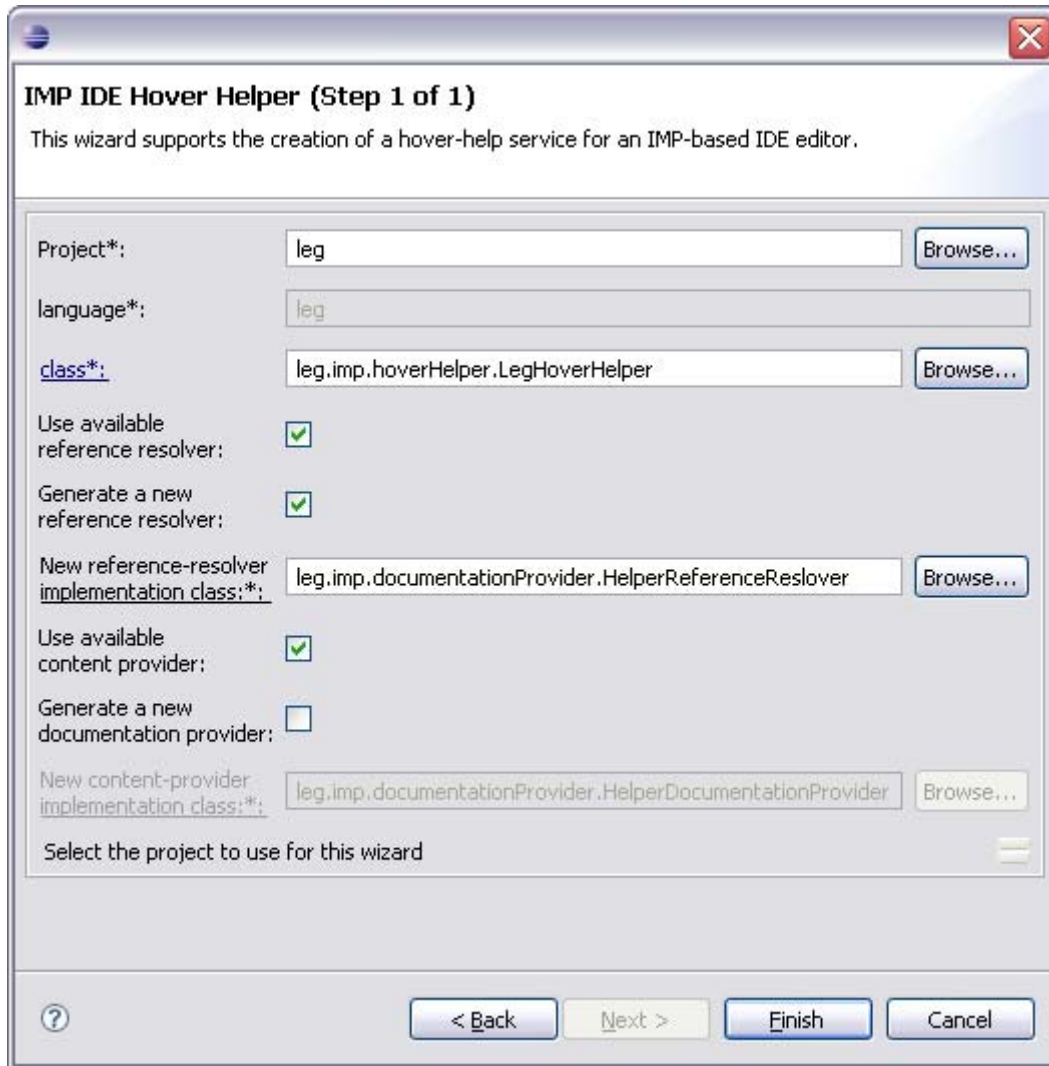 IMP IDE Hover Helper (Step 1 of 1)
This wizard supports the creation of a hover-help service for an IMP-based IDE editor.
Project*: leg Browse...
language*: leg
class*: leg.imp.hoverHelper.LegHoverHelper Browse...
Use available
reference resolver:
Generate a new
reference resolver:
New reference-resolver
implementation class:*: leg.imp.documentationProvider.HelperReferenceReslover Browse...
Use available
content provider:
Generate a new
documentation provider:
New content-provider
implementation class:*: leg.imp.documentationProvider.HelperDocumentationProvider Browse...
Select the project to use for this wizard
? < Back Next > Finish Cancel